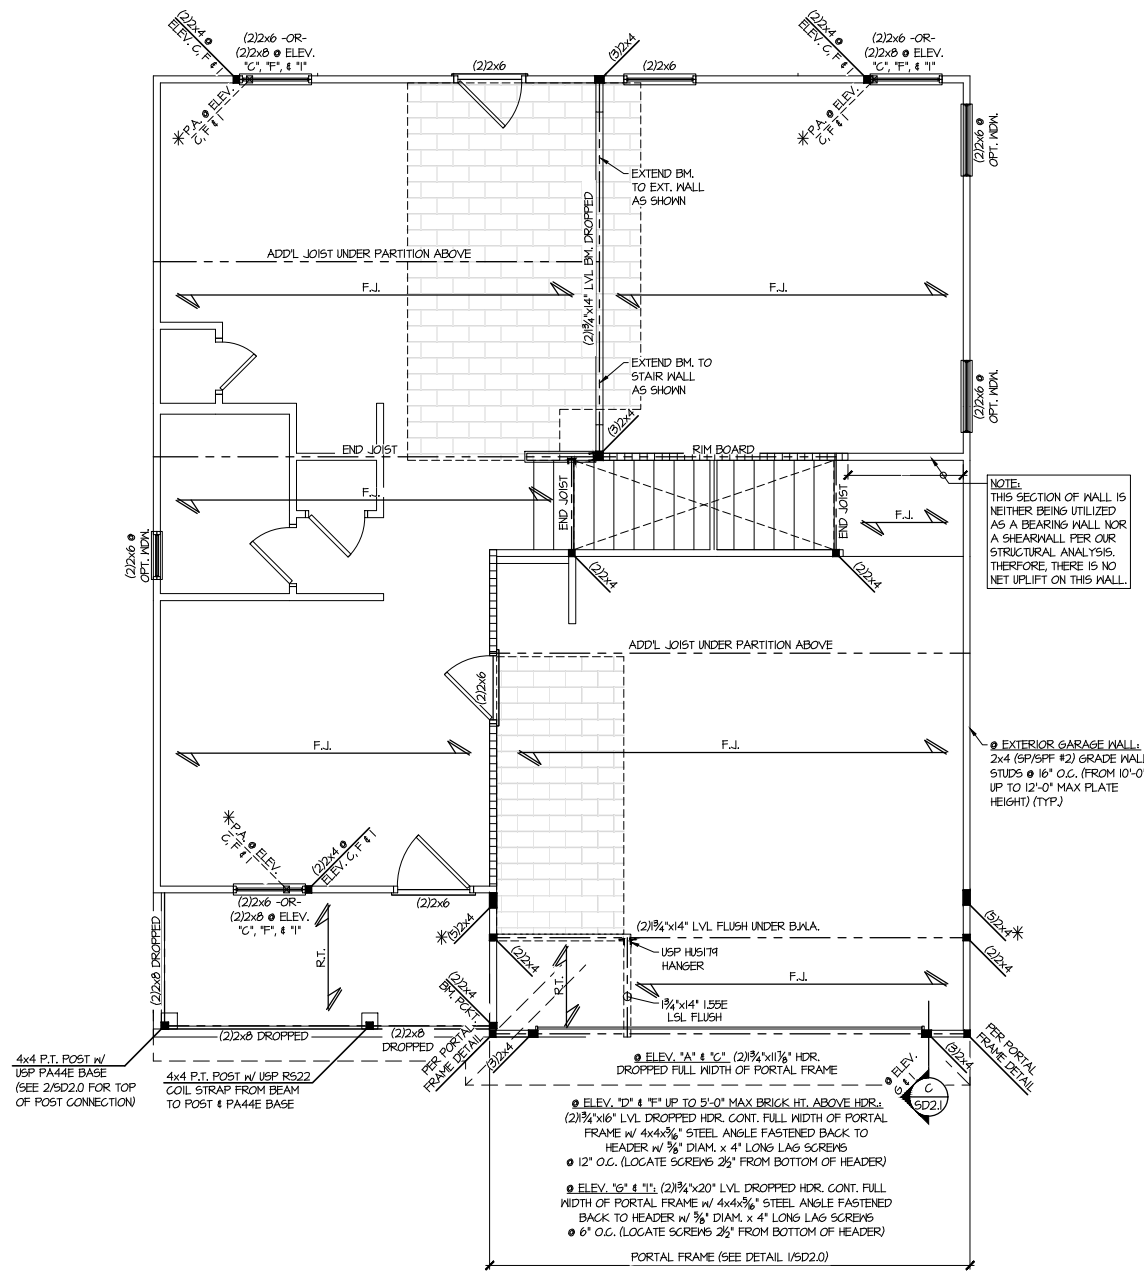 (2)2x4 @
ELEV. C, F & I
(2)2x6 -OR-
(2)2x8 @ ELEV.
"C", "F", & "I"
(2)2x6
(3)2x4
(2)2x6
(2)2x4 @
ELEV. C, F & I
(2)2x6 -OR-
(2)2x8 @ ELEV.
"C", "F", & "I"
*P.A. @ ELEV.
C, F & I
*P.A. @ ELEV.
C, F & I
(2)2x6 @
OPT. WDW.
EXTEND BM.
TO EXT. WALL
AS SHOWN
(2)1¾"x14" LVL BM. DROPPED
ADD'L JOIST UNDER PARTITION ABOVE
F.J.
F.J.
EXTEND BM. TO
STAIR WALL
AS SHOWN
(2)2x6 @
OPT. WDW.
(3)2x4
END JOIST
RIM BOARD
NOTE:
THIS SECTION OF WALL IS
NEITHER BEING UTILIZED
AS A BEARING WALL NOR
A SHEARWALL PER OUR
STRUCTURAL ANALYSIS.
THERFORE, THERE IS NO
NET UPLIFT ON THIS WALL.
F.J.
END JOIST
END JOIST
F.J.
(2)2x6 @
OPT. WDW.
(2)2x4
(2)2x4
ADD'L JOIST UNDER PARTITION ABOVE
(2)2x6
F.J.
F.J.
@ EXTERIOR GARAGE WALL:
2x4 (SP/SPF #2) GRADE WALL
STUDS @ 16" O.C. (FROM 10'-0"
UP TO 12'-0" MAX PLATE
HEIGHT) (TYP.)
*P.A. @ ELEV.
C, F & I
(2)2x4 @
ELEV. C, F & I
(2)2x6 -OR-
(2)2x8 @ ELEV.
"C", "F", & "I"
(2)2x6
(2)2x8 DROPPED
R.T.
*(5)2x4
(2)2x4
(2)1¾"x14" LVL FLUSH UNDER B.W.A.
(5)2x4*
(2)2x4
USP HUS179
HANGER
R.T.
F.J.
1¾"x14" 1.55E
LSL FLUSH
(2)2x4
BM. PCKT.
(2)2x8 DROPPED
(2)2x8
DROPPED
PER PORTAL
FRAME DETAIL
(3)2x4
(3)2x4
PER PORTAL
FRAME DETAIL
4x4 P.T. POST W/
USP PA44E BASE
(SEE 2/SD2.0 FOR TOP
OF POST CONNECTION)
4x4 P.T. POST W/ USP RS22
COIL STRAP FROM BEAM
TO POST & PA44E BASE
@ ELEV. "A" & "C" (2)1¾"x11⅞" HDR.
DROPPED FULL WIDTH OF PORTAL FRAME
@ ELEV.
G & I
C
SD2.1
@ ELEV. "D" & "F" UP TO 5'-0" MAX BRICK HT. ABOVE HDR.:
(2)1¾"x16" LVL DROPPED HDR. CONT. FULL WIDTH OF PORTAL
FRAME W/ 4x4x5/16" STEEL ANGLE FASTENED BACK TO
HEADER W/ ⅝" DIAM. x 4" LONG LAG SCREWS
@ 12" O.C. (LOCATE SCREWS 2½" FROM BOTTOM OF HEADER)
@ ELEV. "G" & "I": (2)1¾"x20" LVL DROPPED HDR. CONT. FULL
WIDTH OF PORTAL FRAME W/ 4x4x5/16" STEEL ANGLE FASTENED
BACK TO HEADER W/ ⅝" DIAM. x 4" LONG LAG SCREWS
@ 6" O.C. (LOCATE SCREWS 2½" FROM BOTTOM OF HEADER)
PORTAL FRAME (SEE DETAIL 1/SD2.0)